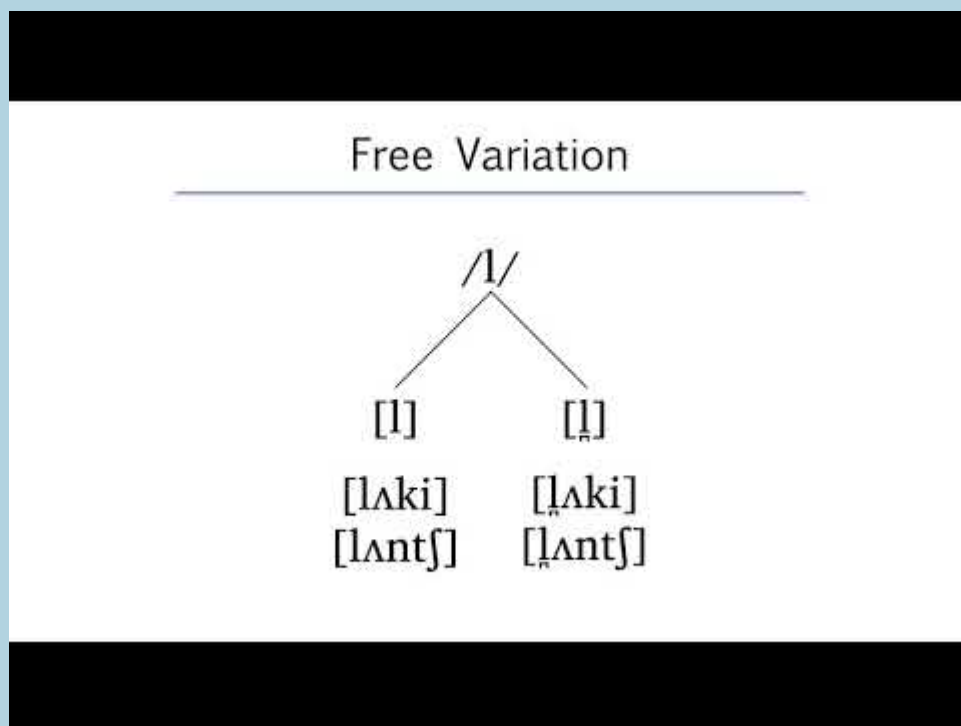 Free Variation
/l/
[l] [l̪]
[lʌki] [l̪ʌki]
[lʌntʃ] [l̪ʌntʃ]